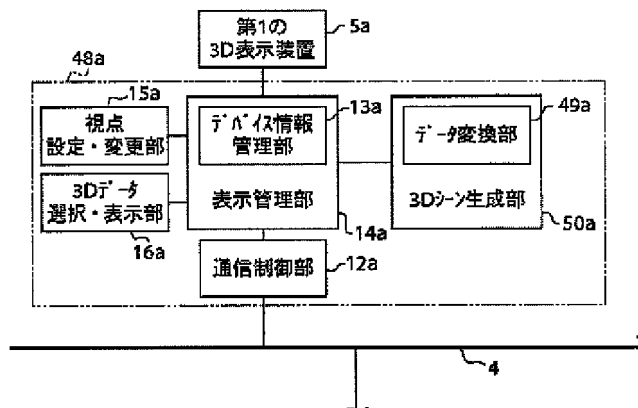 第1の
3D表示装置
5a
48a
15a
視点
設定・変更部
13a
デバイス情報
管理部
49a
データ変換部
3Dデータ
選択・表示部
16a
表示管理部
14a
3Dシーン生成部
50a
通信制御部
12a
4